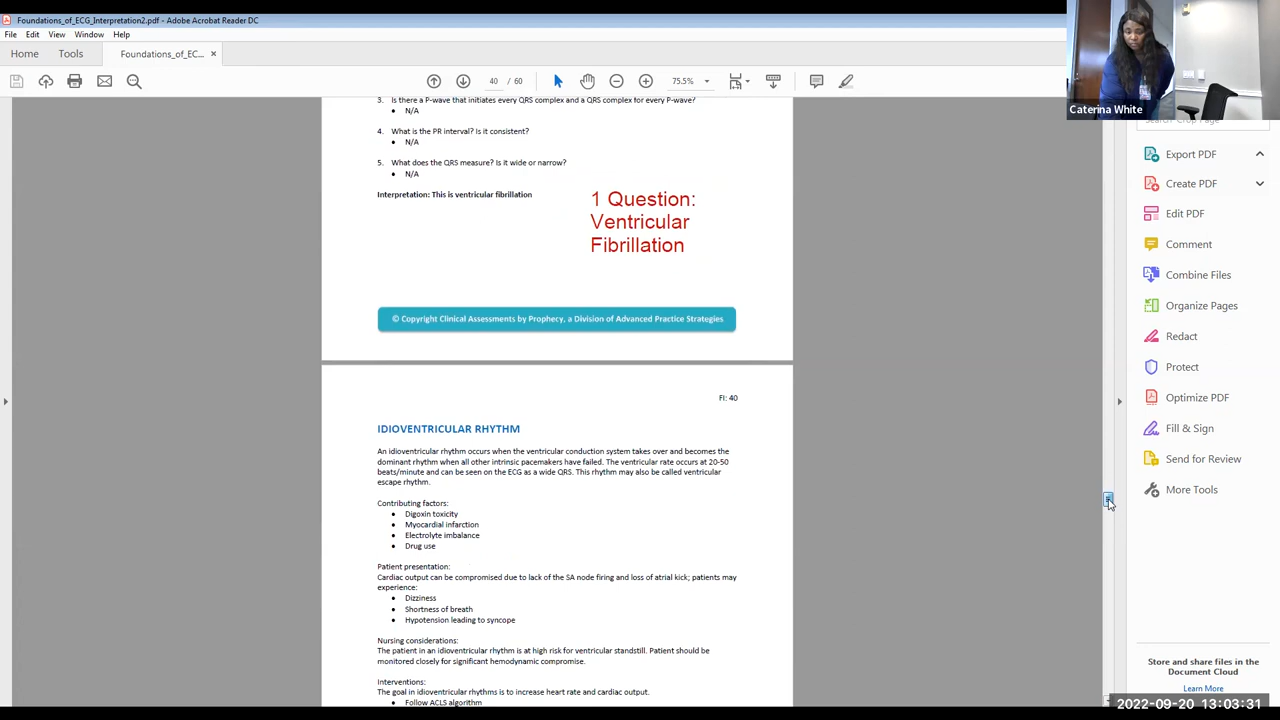 Foundations_of_ECG_Interpretation2.pdf - Adobe Acrobat Reader DC
File Edit View Window Help
Home Tools Foundations_of_EC... ×
40 / 60 75.5%
3. Is there a P-wave that initiates every QRS complex and a QRS complex for every P-wave?
• N/A
4. What is the PR interval? Is it consistent?
• N/A
5. What does the QRS measure? Is it wide or narrow?
• N/A
Interpretation: This is ventricular fibrillation
1 Question:
Ventricular
Fibrillation
© Copyright Clinical Assessments by Prophecy, a Division of Advanced Practice Strategies
FI: 40
IDIOVENTRICULAR RHYTHM
An idioventricular rhythm occurs when the ventricular conduction system takes over and becomes the
dominant rhythm when all other intrinsic pacemakers have failed. The ventricular rate occurs at 20-50
beats/minute and can be seen on the ECG as a wide QRS. This rhythm may also be called ventricular
escape rhythm.
Contributing factors:
• Digoxin toxicity
• Myocardial infarction
• Electrolyte imbalance
• Drug use
Patient presentation:
Cardiac output can be compromised due to lack of the SA node firing and loss of atrial kick; patients may
experience:
• Dizziness
• Shortness of breath
• Hypotension leading to syncope
Nursing considerations:
The patient in an idioventricular rhythm is at high risk for ventricular standstill. Patient should be
monitored closely for significant hemodynamic compromise.
Interventions:
The goal in idioventricular rhythms is to increase heart rate and cardiac output.
• Follow ACLS algorithm
Caterina White
Search 'Crop Page'
Export PDF
Create PDF
Edit PDF
Comment
Combine Files
Organize Pages
Redact
Protect
Optimize PDF
Fill & Sign
Send for Review
More Tools
Store and share files in the
Document Cloud
Learn More
2022-09-20 13:03:31